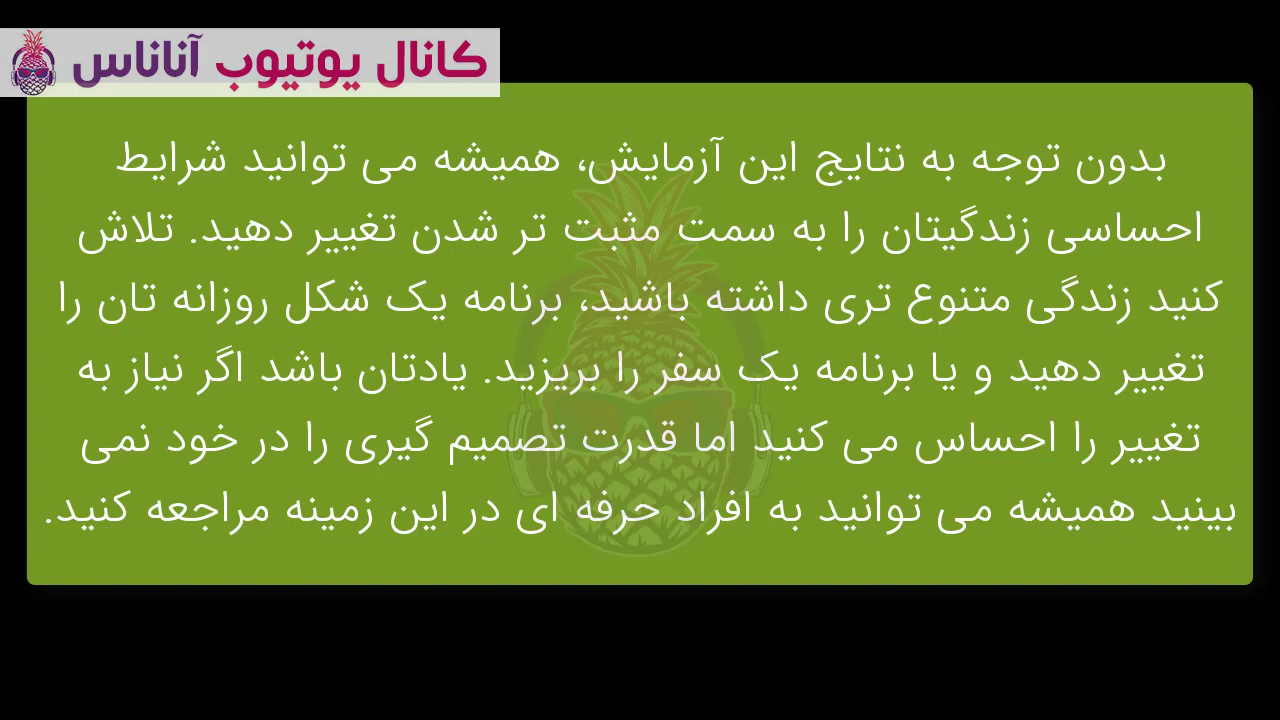 کانال یوتیوب آناناس
بدون توجه به نتایج این آزمایش، همیشه می توانید شرایط
احساسی زندگیتان را به سمت مثبت تر شدن تغییر دهید. تلاش
کنید زندگی متنوع تری داشته باشید، برنامه یک شکل روزانه تان را
تغییر دهید و یا برنامه یک سفر را بریزید. یادتان باشد اگر نیاز به
تغییر را احساس می کنید اما قدرت تصمیم گیری را در خود نمی
بینید همیشه می توانید به افراد حرفه ای در این زمینه مراجعه کنید.